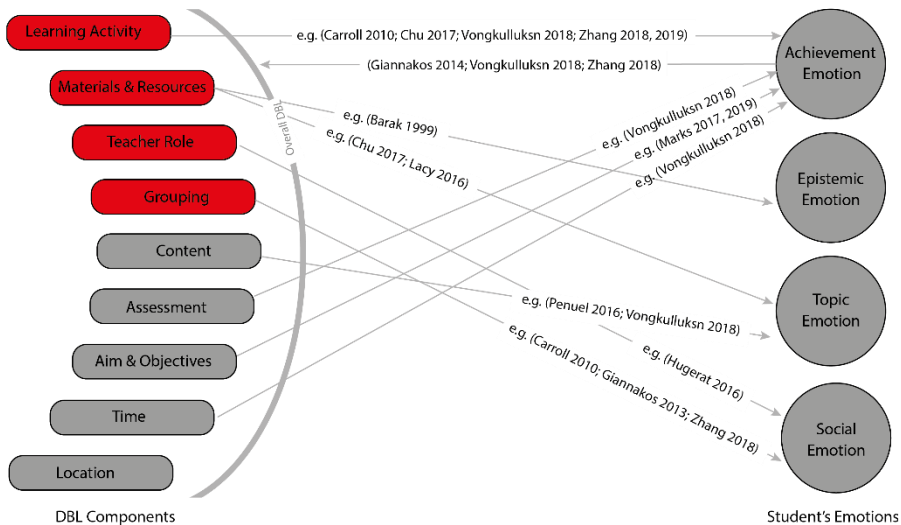 Learning Activity
Materials & Resources
Teacher Role
Grouping
Content
Assessment
Aim & Objectives
Time
Location
DBL Components
Overall DBL
e.g. (Carroll 2010; Chu 2017; Vongkulluksn 2018; Zhang 2018, 2019)
(Giannakos 2014; Vongkulluksn 2018; Zhang 2018)
e.g. (Barak 1999)
e.g. (Chu 2017; Lacy 2016)
e.g. (Vongkulluksn 2018)
e.g. (Marks 2017, 2019)
e.g. (Vongkulluksn 2018)
e.g. (Penuel 2016; Vongkulluksn 2018)
e.g. (Hugerat 2016)
e.g. (Carroll 2010; Giannakos 2013; Zhang 2018)
Achievement
Emotion
Epistemic
Emotion
Topic
Emotion
Social
Emotion
Student's Emotions